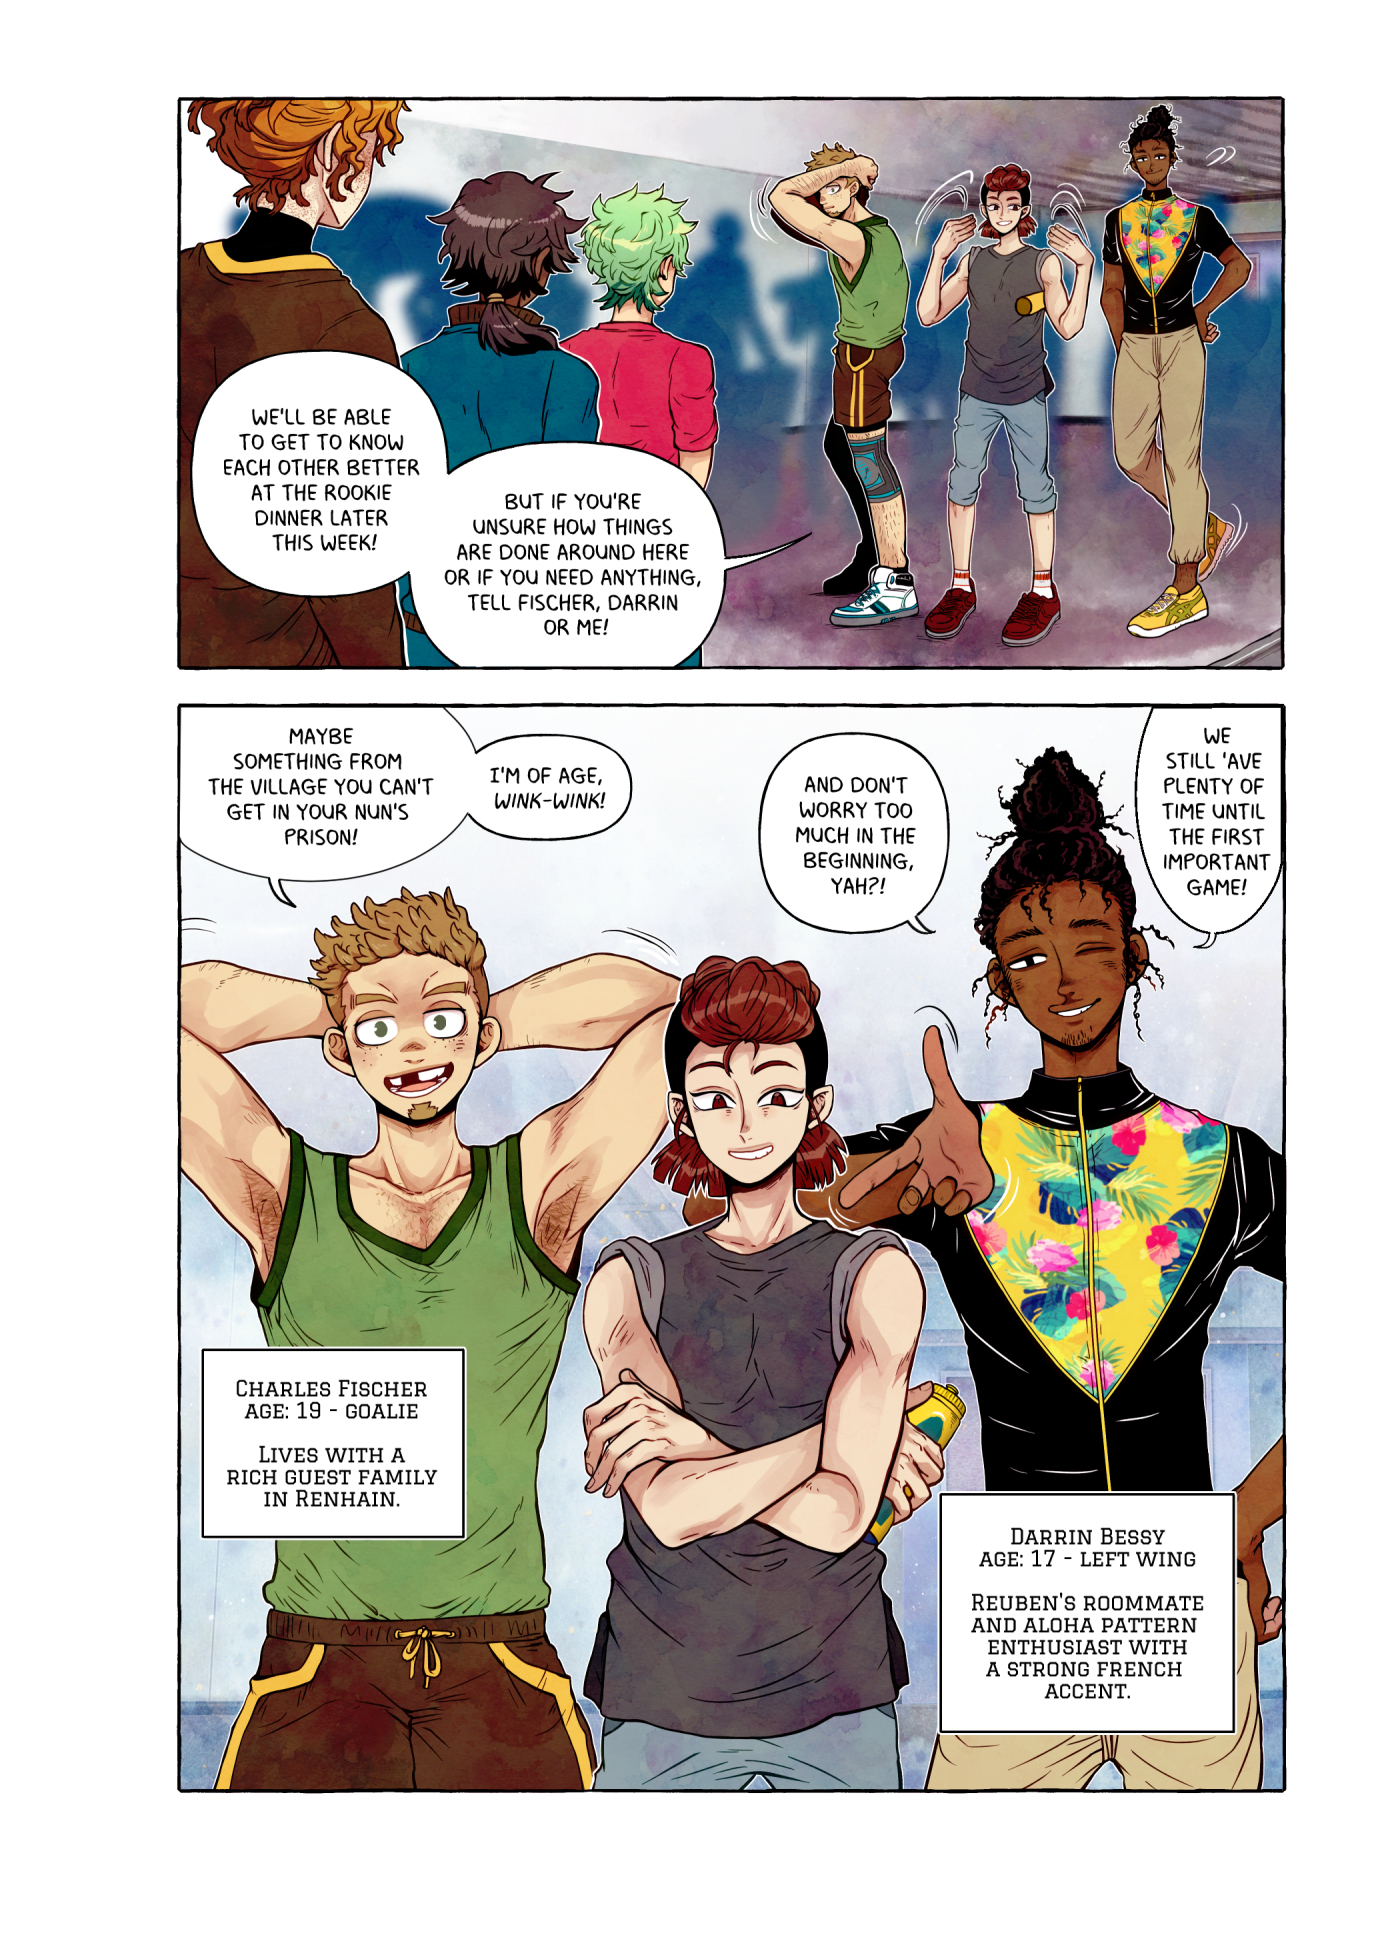 WE'LL BE ABLE
TO GET TO KNOW
EACH OTHER BETTER
AT THE ROOKIE
DINNER LATER
THIS WEEK!
BUT IF YOU'RE
UNSURE HOW THINGS
ARE DONE AROUND HERE
OR IF YOU NEED ANYTHING,
TELL FISCHER, DARRIN
OR ME!
MAYBE
SOMETHING FROM
THE VILLAGE YOU CAN'T
GET IN YOUR NUN'S
PRISON!
I'M OF AGE,
WINK-WINK!
AND DON'T
WORRY TOO
MUCH IN THE
BEGINNING,
YAH?!
WE
STILL 'AVE
PLENTY OF
TIME UNTIL
THE FIRST
IMPORTANT
GAME!
CHARLES FISCHER
AGE: 19 - GOALIE
LIVES WITH A
RICH GUEST FAMILY
IN RENHAIN.
DARRIN BESSY
AGE: 17 - LEFT WING
REUBEN'S ROOMMATE
AND ALOHA PATTERN
ENTHUSIAST WITH
A STRONG FRENCH
ACCENT.